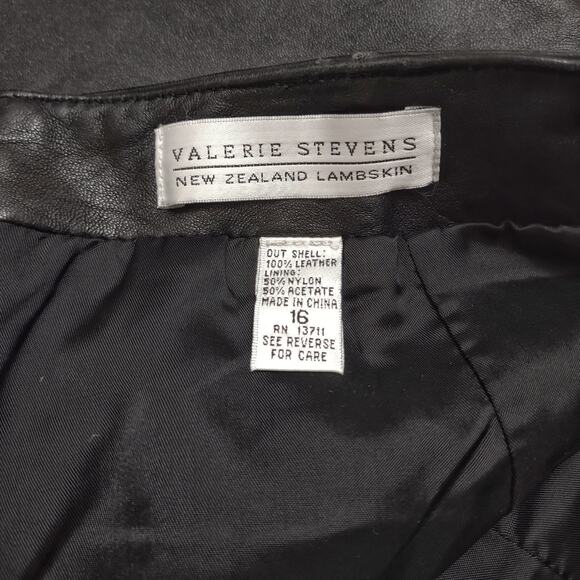 VALERIE STEVENS
NEW ZEALAND LAMBSKIN
OUT SHELL:
100% LEATHER
LINING:
50% NYLON
50% ACETATE
MADE IN CHINA
16
RN 13711
SEE REVERSE
FOR CARE